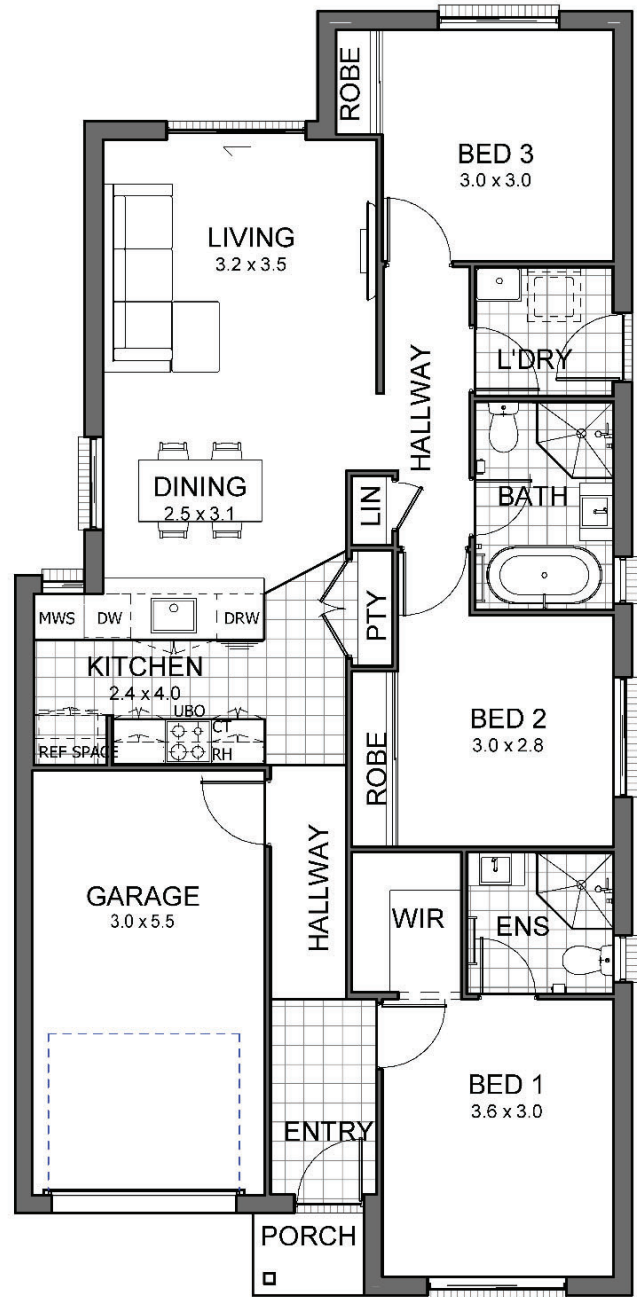 ROBE
BED 3
3.0 x 3.0
LIVING
3.2 x 3.5
HALLWAY
L'DRY
DINING
2.5 x 3.1
LIN
BATH
MWS
DW
DRW
PTY
KITCHEN
2.4 x 4.0
UBO
CT
RH
REF SPACE
ROBE
BED 2
3.0 x 2.8
GARAGE
3.0 x 5.5
HALLWAY
WIR
ENS
BED 1
3.6 x 3.0
ENTRY
PORCH